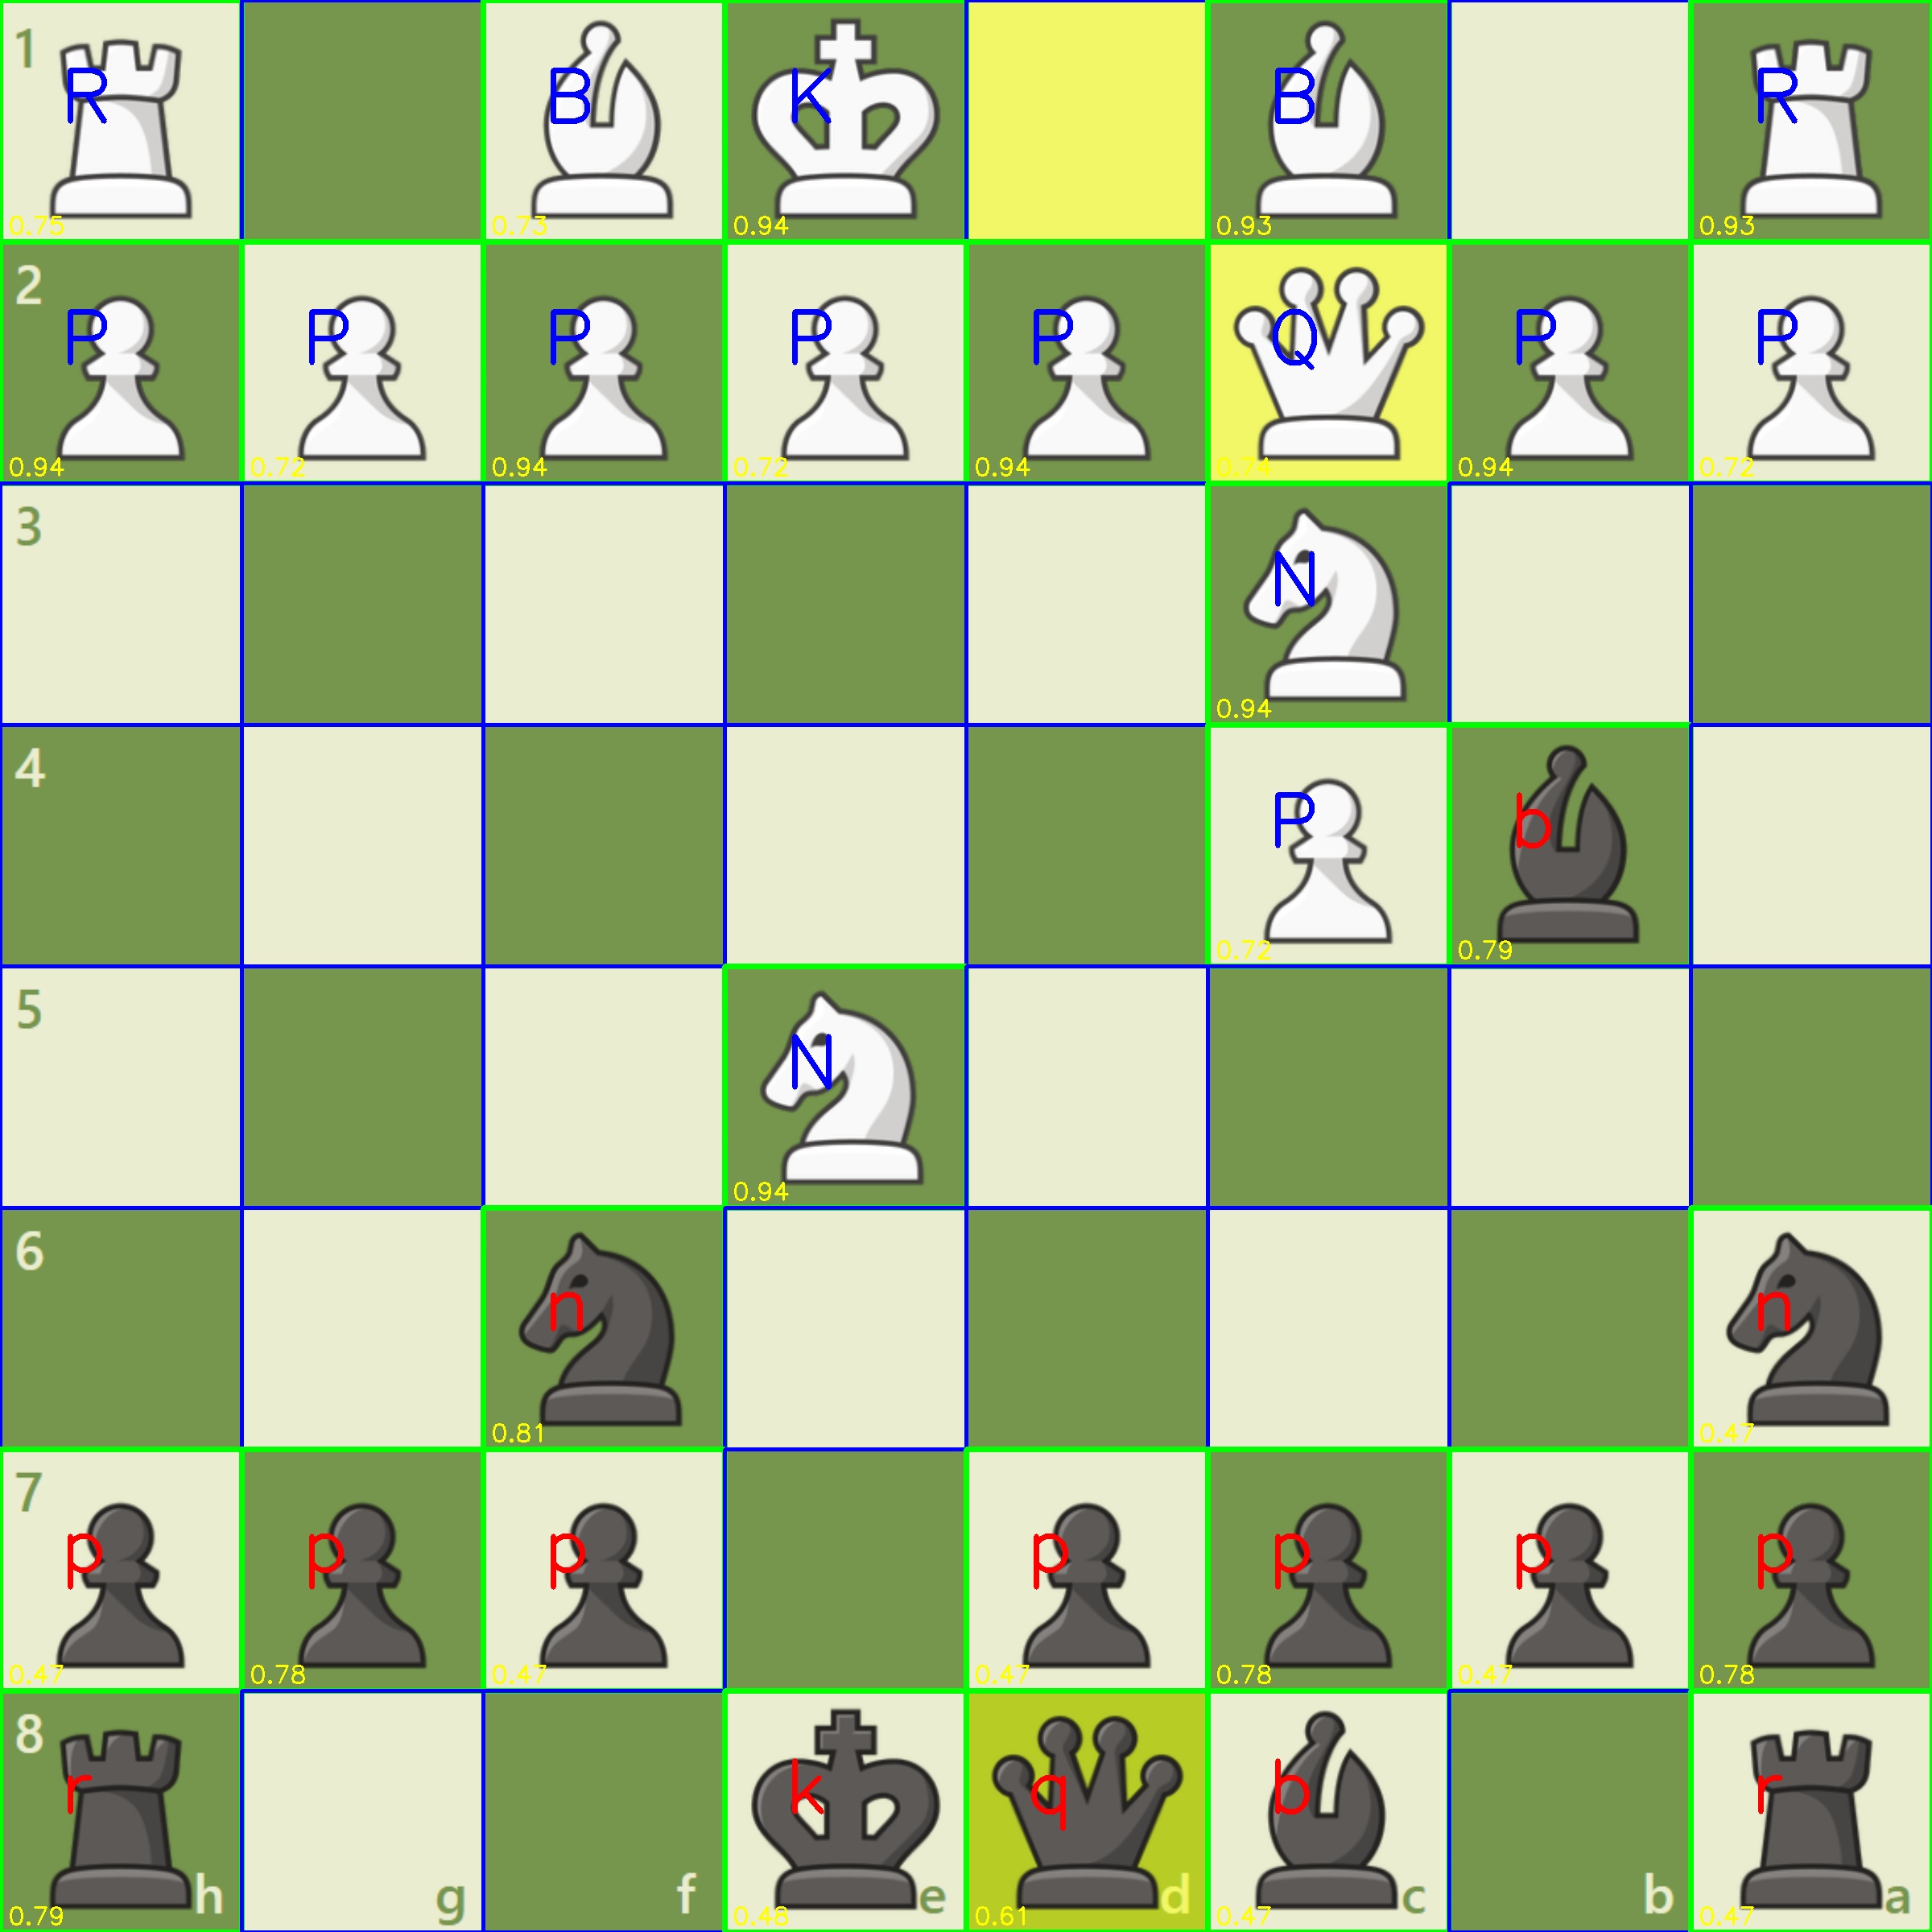 1 R B K B R
0.75 0.73 0.94 0.93 0.93
2 P P P P P Q P P
0.94 0.72 0.94 0.72 0.94 0.74 0.94 0.72
3 N
0.94
4 P b
0.72 0.79
5 N
0.94
6 n n
0.81 0.47
7 p p p p p p p
0.47 0.78 0.47 0.47 0.78 0.47 0.78
8 r k q b r
0.79 h g f 0.48 e 0.61 d 0.47 c b 0.47 a